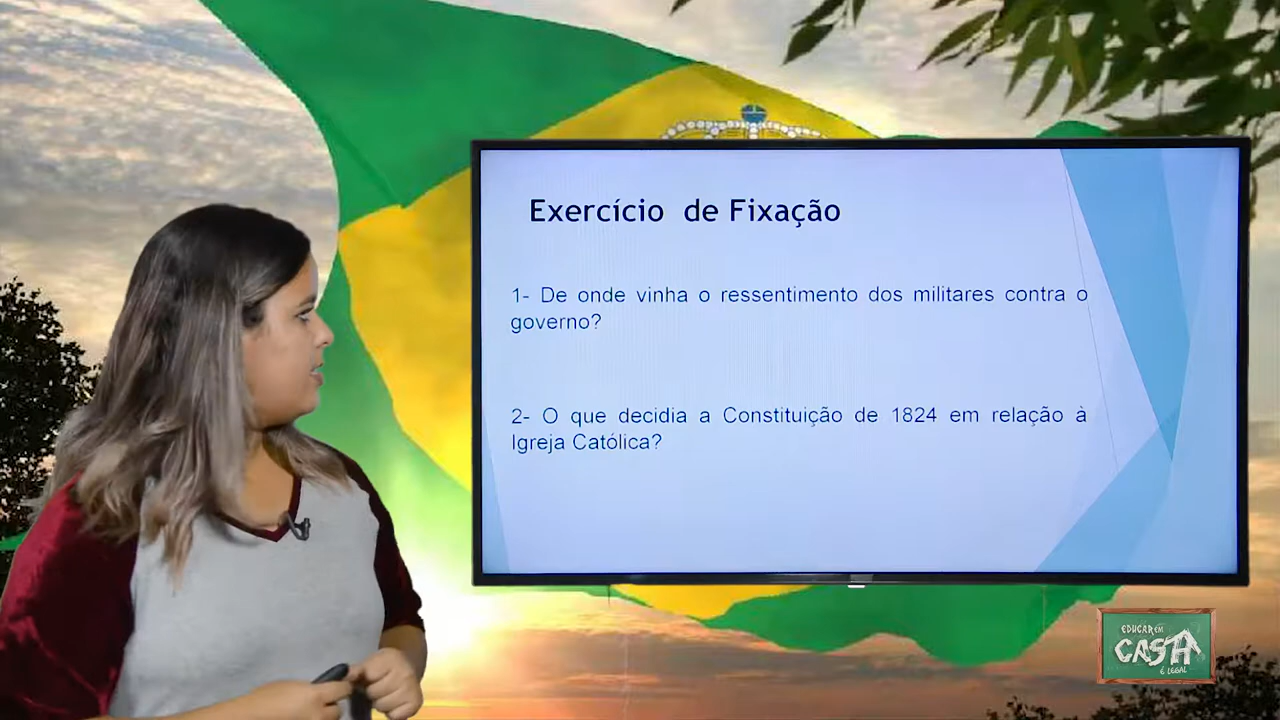 Exercício de Fixação
1- De onde vinha o ressentimento dos militares contra o
governo?
2- O que decidia a Constituição de 1824 em relação à
Igreja Católica?
EDUCAR EM
CASA
É LEGAL